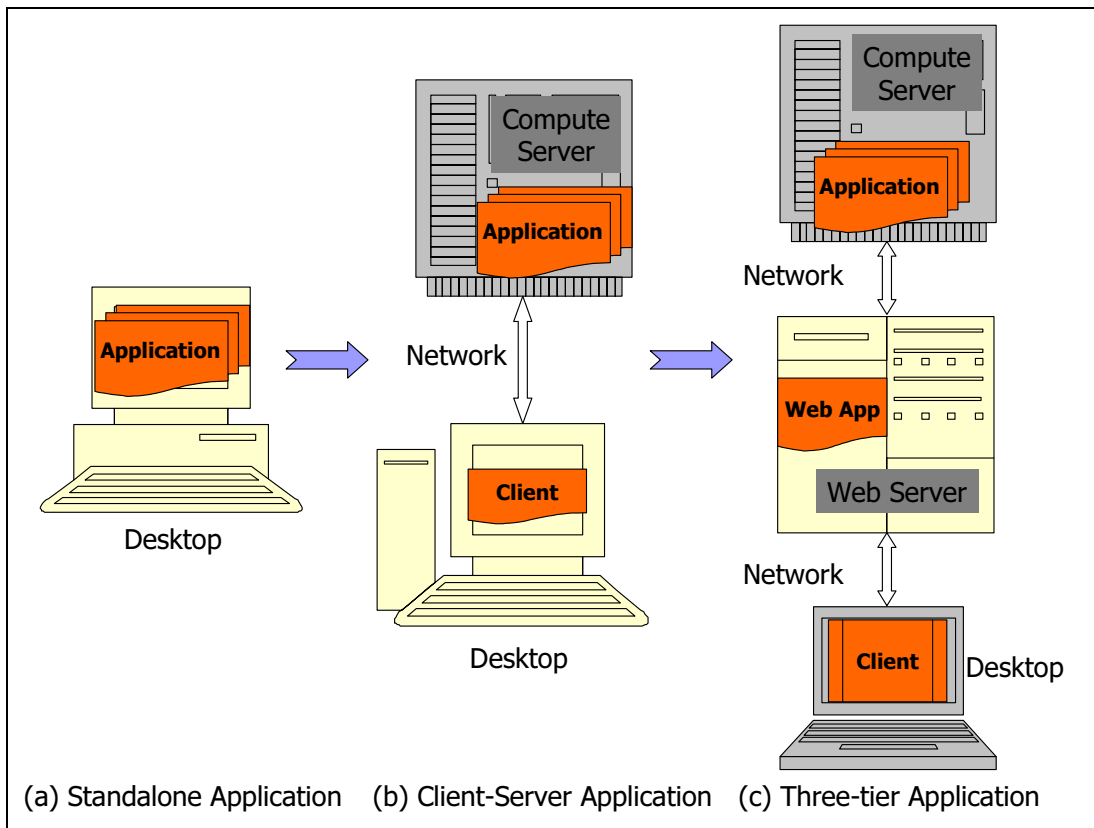 Application
Desktop
(a) Standalone Application
Compute
Server
Application
Network
Client
Desktop
(b) Client-Server Application
Compute
Server
Application
Network
Web App
Web Server
Network
Client
Desktop
(c) Three-tier Application